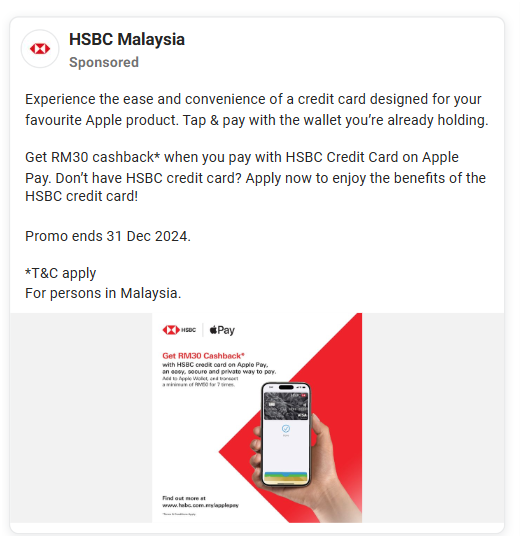 HSBC Malaysia
Sponsored
Experience the ease and convenience of a credit card designed for your
favourite Apple product. Tap & pay with the wallet you’re already holding.
Get RM30 cashback* when you pay with HSBC Credit Card on Apple
Pay. Don’t have HSBC credit card? Apply now to enjoy the benefits of the
HSBC credit card!
Promo ends 31 Dec 2024.
*T&C apply
For persons in Malaysia.
HSBC Pay
Get RM30 Cashback*
with HSBC credit card on Apple Pay,
an easy, secure and private way to pay.
Add to Apple Wallet, and transact
a minimum of RM50 for 7 times.
Find out more at
www.hsbc.com.my/applepay